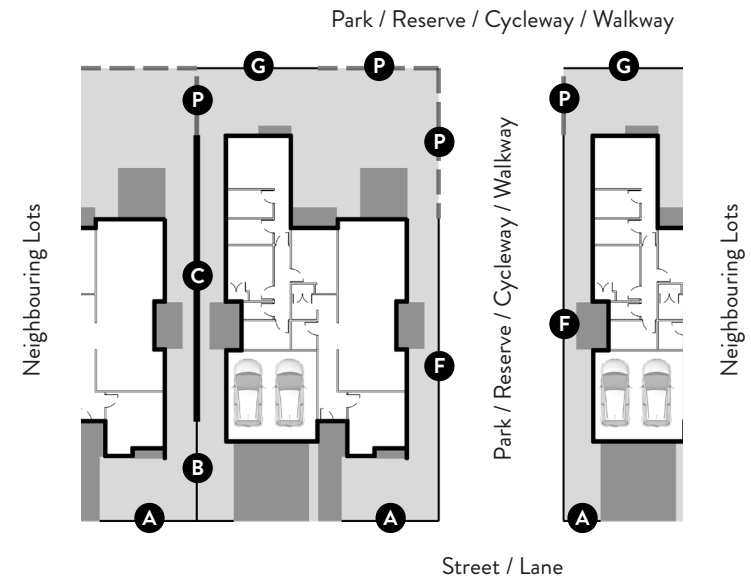 Park / Reserve / Cycleway / Walkway
G
P
G
P
P
P
Neighbouring Lots
C
Park / Reserve / Cycleway / Walkway
F
F
Neighbouring Lots
B
A
A
A
Street / Lane